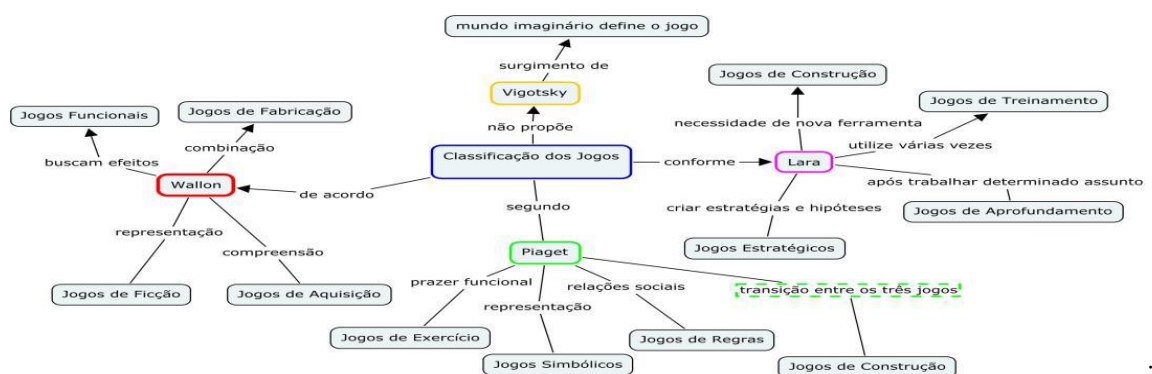 mundo imaginário define o jogo
surgimento de
Vigotsky
não propõe
Classificação dos Jogos
Jogos Funcionais
Jogos de Fabricação
buscam efeitos
combinação
Wallon
de acordo
representação
compreensão
Jogos de Ficção
Jogos de Aquisição
Jogos de Construção
Jogos de Treinamento
necessidade de nova ferramenta
utilize várias vezes
conforme
Lara
após trabalhar determinado assunto
criar estratégias e hipóteses
Jogos de Aprofundamento
Jogos Estratégicos
segundo
Piaget
prazer funcional
representação
relações sociais
transição entre os três jogos
Jogos de Exercício
Jogos Simbólicos
Jogos de Regras
Jogos de Construção
.